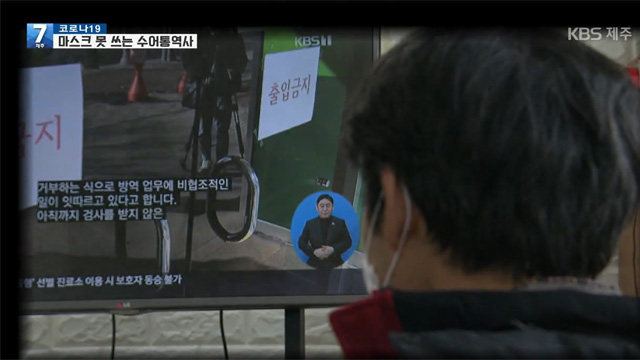 7 제주
코로나19
마스크 못 쓰는 수어통역사
KBS 제주
KBS 1
출입금지
금지
거부하는 식으로 방역 업무에 비협조적인
일이 잇따르고 있다고 합니다.
아직까지 검사를 받지 않은
선별 진료소 이용 시 보호자 동승 불가